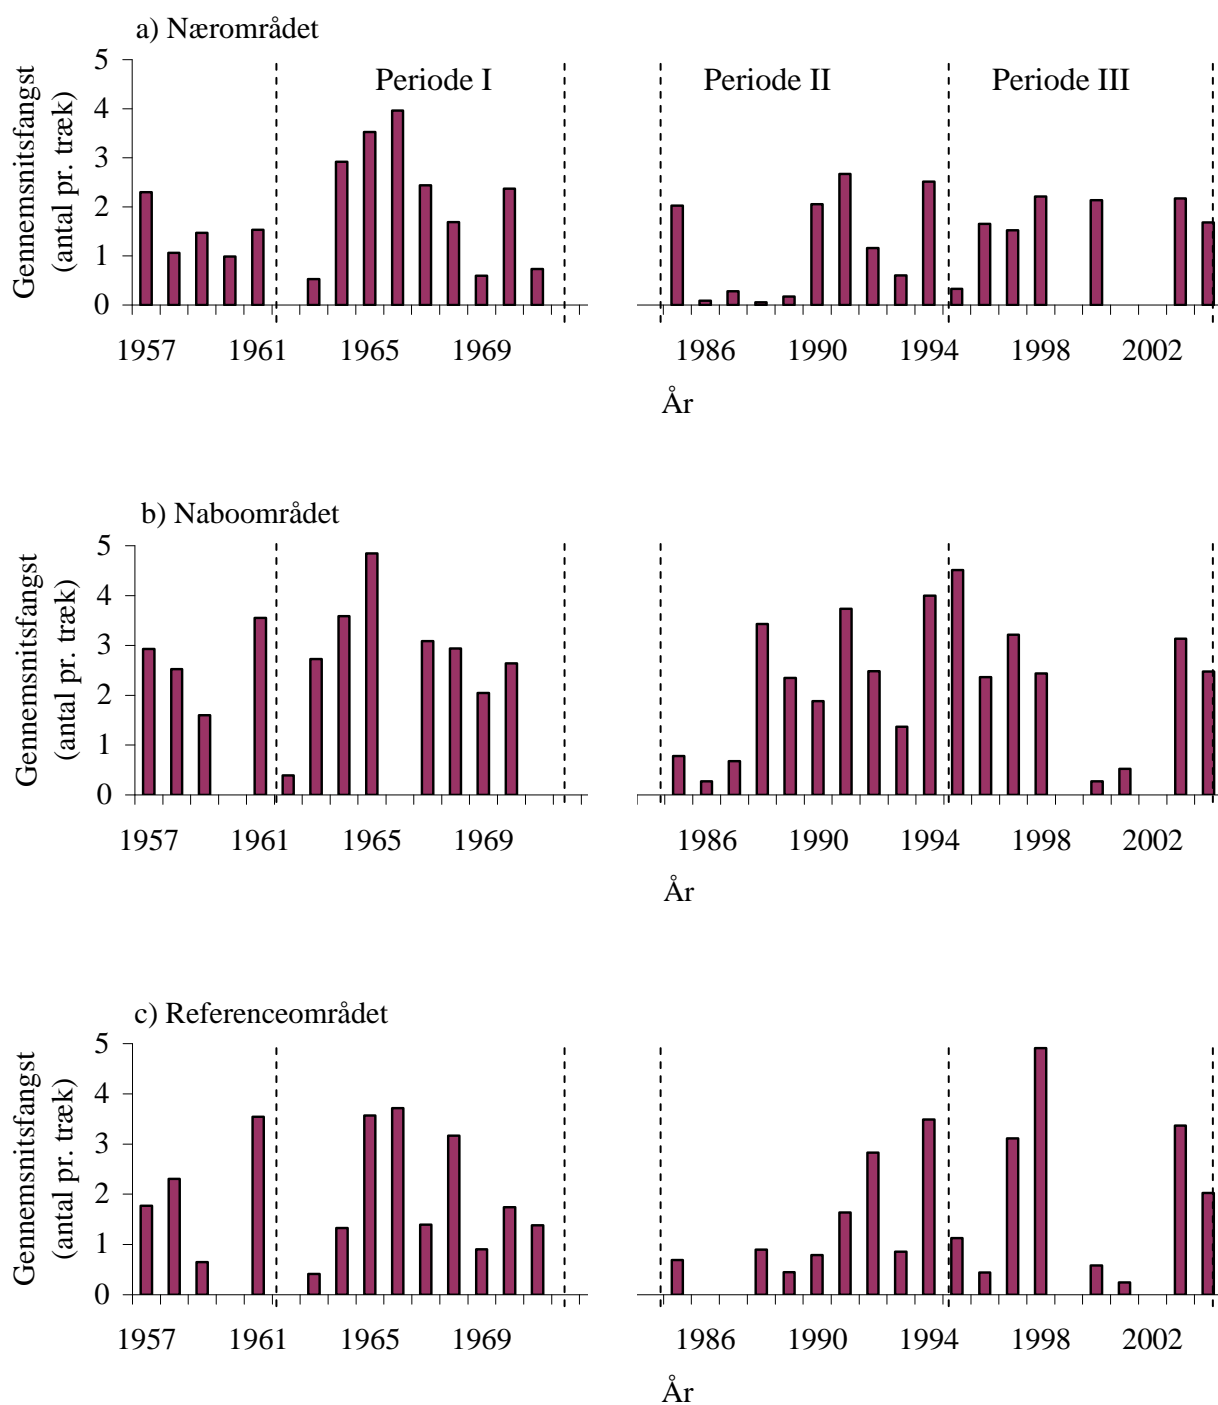 a) Nærområdet
Gennemsnitsfangst
(antal pr. træk)
5
4
3
2
1
0
Periode I
Periode II
Periode III
1957 1961 1965 1969 1986 1990 1994 1998 2002
År
b) Naboområdet
Gennemsnitsfangst
(antal pr. træk)
5
4
3
2
1
0
1957 1961 1965 1969 1986 1990 1994 1998 2002
År
c) Referenceområdet
Gennemsnitsfangst
(antal pr. træk)
5
4
3
2
1
0
1957 1961 1965 1969 1986 1990 1994 1998 2002
År